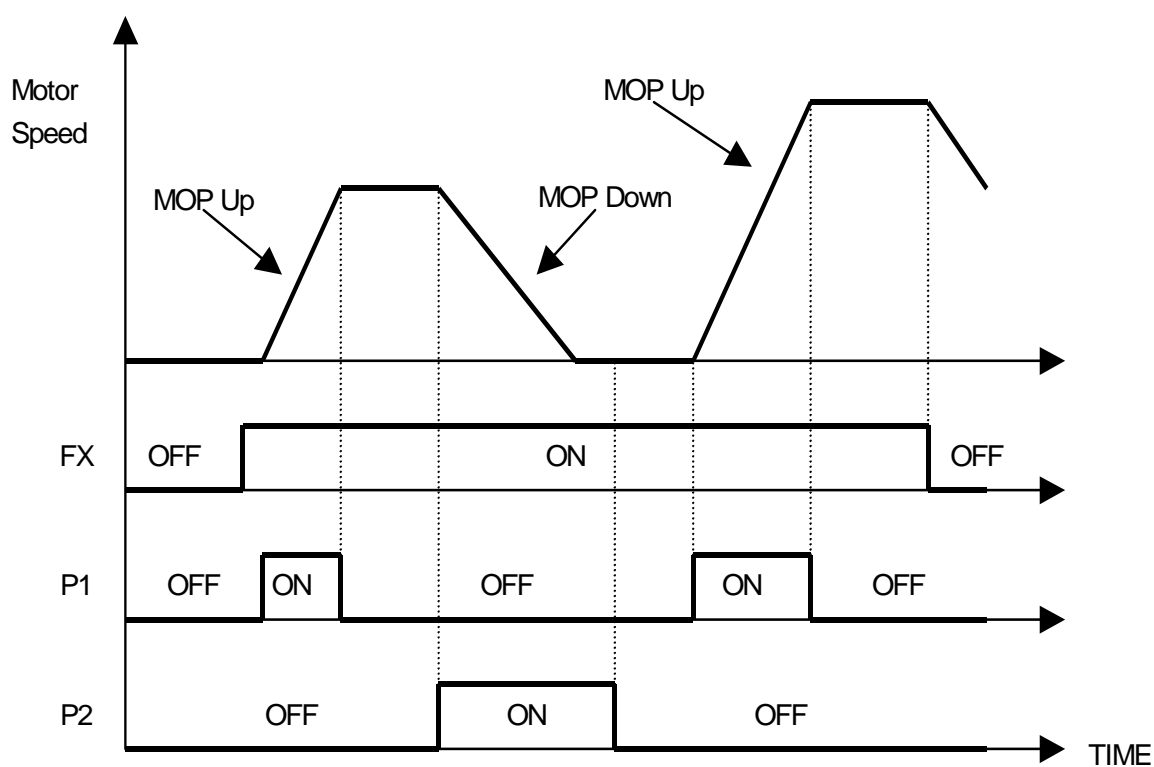 Motor
Speed
MOP Up
MOP Up
MOP Down
FX
OFF
ON
OFF
P1
OFF
ON
OFF
ON
OFF
P2
OFF
ON
OFF
TIME